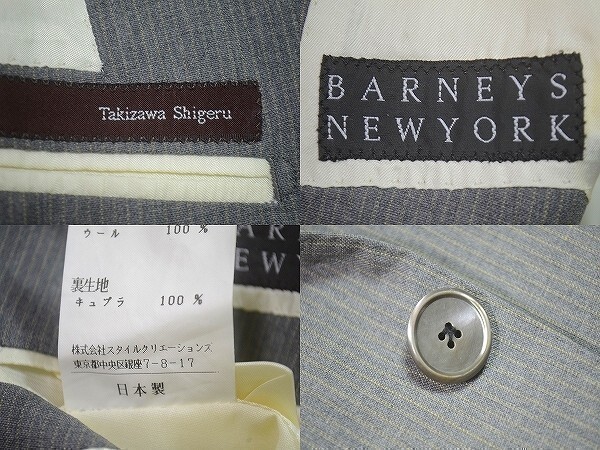 Takizawa Shigeru
BARNEYS
NEWYORK
ウール 100 %
裏生地
キュプラ 100 %
株式会社スタイルクリエーションズ
東京都中央区銀座7-8-17
日本製
AR
NEW